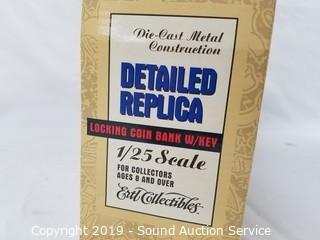 Die-Cast Metal
Construction
DETAILED
REPLICA
LOCKING COIN BANK W/KEY
1/25 Scale
FOR COLLECTORS
AGES 8 AND OVER
Ertl Collectibles
Copyright 2019 - Sound Auction Service